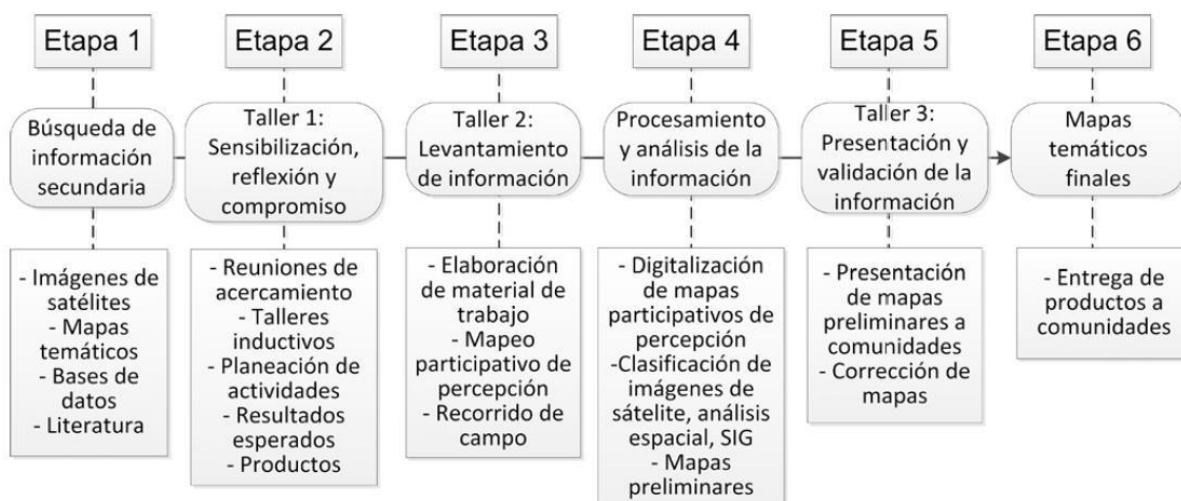 Etapa 1
Etapa 2
Etapa 3
Etapa 4
Etapa 5
Etapa 6
Búsqueda de
información
secundaria
Taller 1:
Sensibilización,
reflexión y
compromiso
Taller 2:
Levantamiento
de información
Procesamiento
y análisis de la
información
Taller 3:
Presentación y
validación de la
información
Mapas
temáticos
finales
- Imágenes de
satélites
- Mapas
temáticos
- Bases de
datos
- Literatura
- Reuniones de
acercamiento
- Talleres
inductivos
- Planeación de
actividades
- Resultados
esperados
- Productos
- Elaboración
de material de
trabajo
- Mapeo
participativo de
percepción
- Recorrido de
campo
- Digitalización
de mapas
participativos de
percepción
-Clasificación de
imágenes de
sátelite, análisis
espacial, SIG
- Mapas
preliminares
- Presentación
de mapas
preliminares a
comunidades
- Corrección de
mapas
- Entrega de
productos a
comunidades